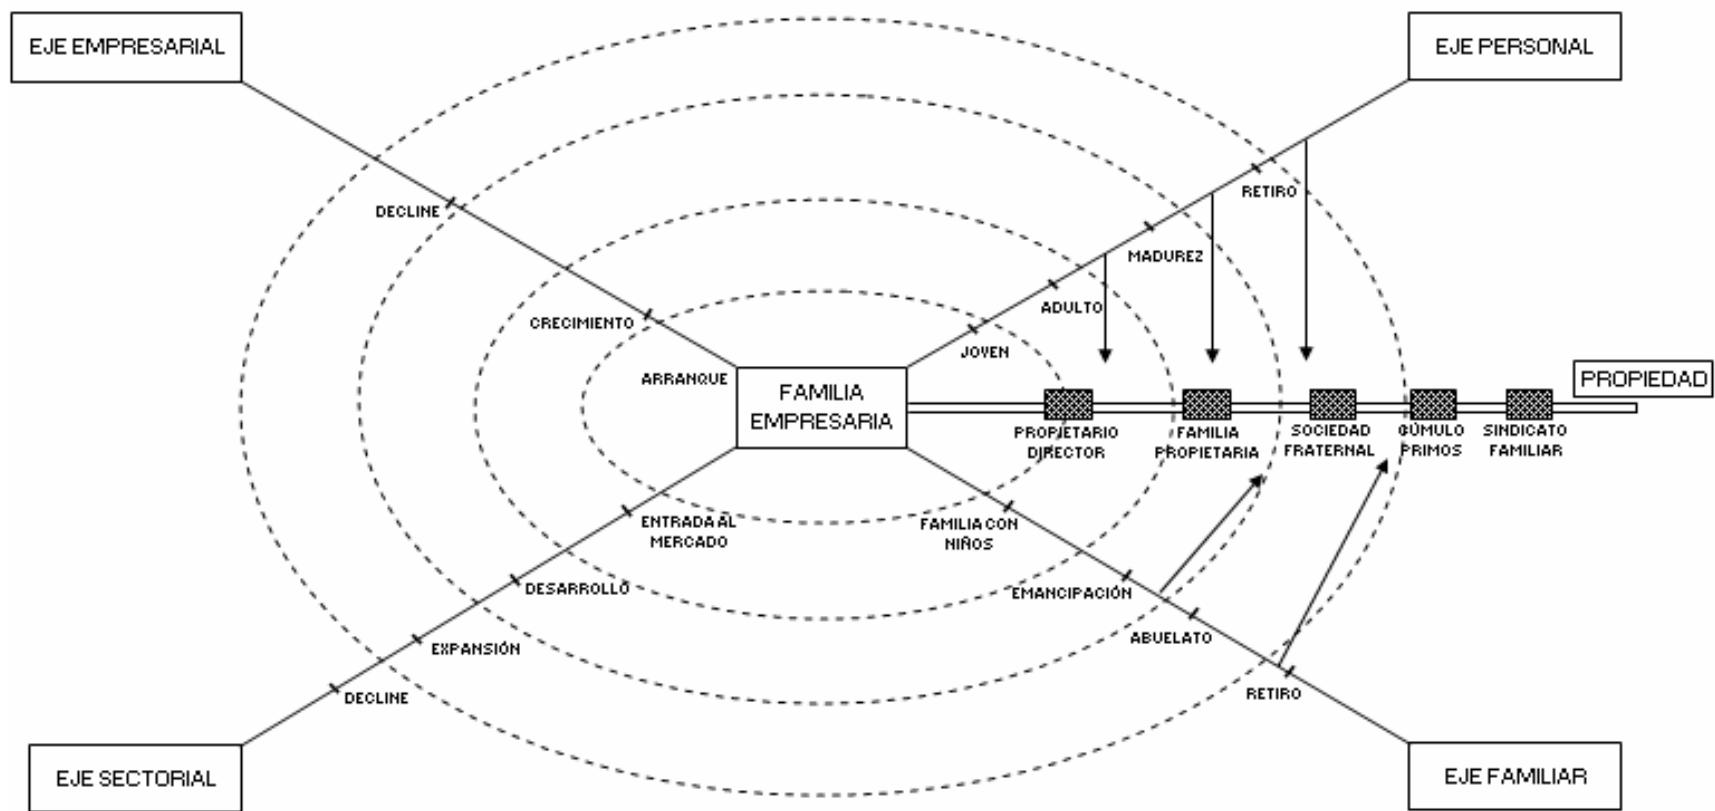 EJE EMPRESARIAL
EJE PERSONAL
DECLINE
RETIRO
MADUREZ
ADULTO
CRECIMIENTO
JOVEN
ARRANQUE
FAMILIA
EMPRESARIA
PROPIEDAD
PROPIETARIO
DIRECTOR
FAMILIA
PROPIETARIA
SOCIEDAD
FRATERNAL
CÚMULO
PRIMOS
SINDICATO
FAMILIAR
ENTRADA AL
MERCADO
FAMILIA CON
NIÑOS
DESARROLLO
EMANCIPACIÓN
EXPANSIÓN
ABUELATO
DECLINE
RETIRO
EJE SECTORIAL
EJE FAMILIAR